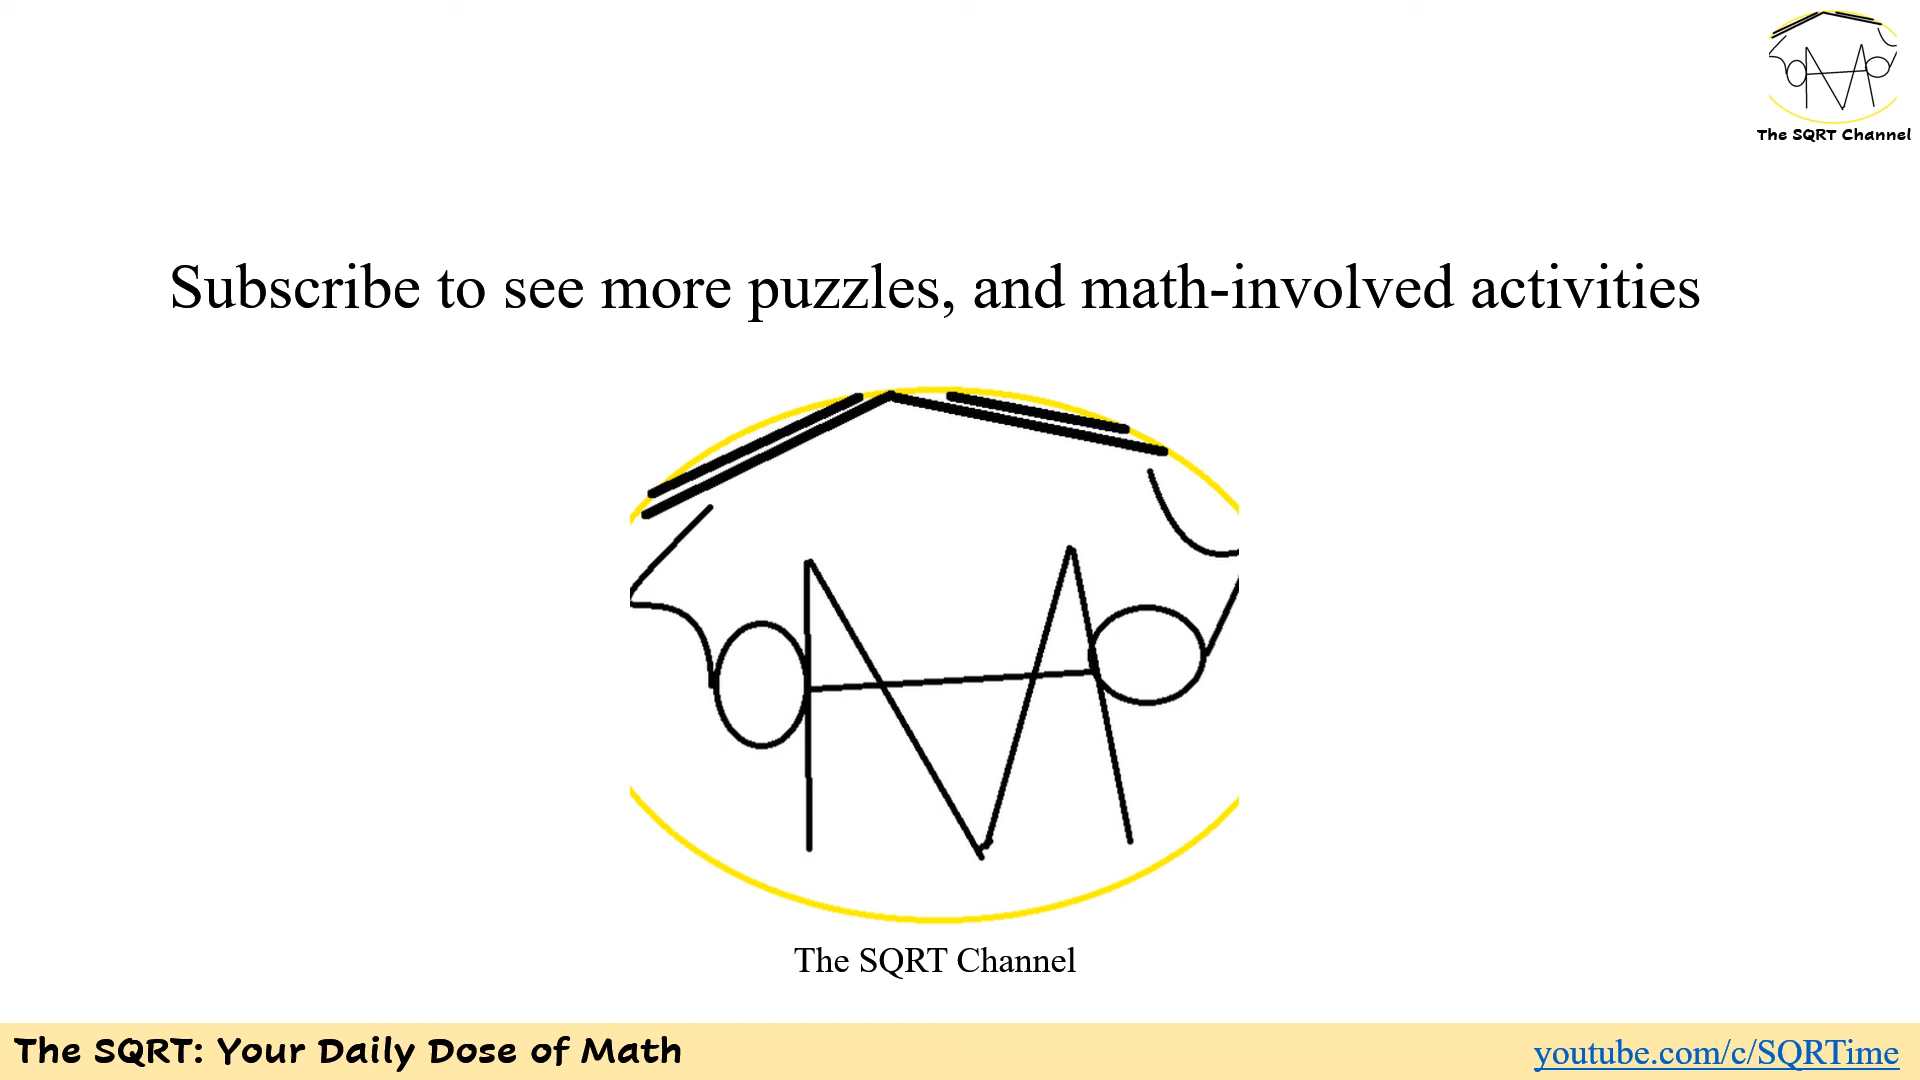 The SQRT Channel
Subscribe to see more puzzles, and math-involved activities
The SQRT Channel
The SQRT: Your Daily Dose of Math
youtube.com/c/SQRTime